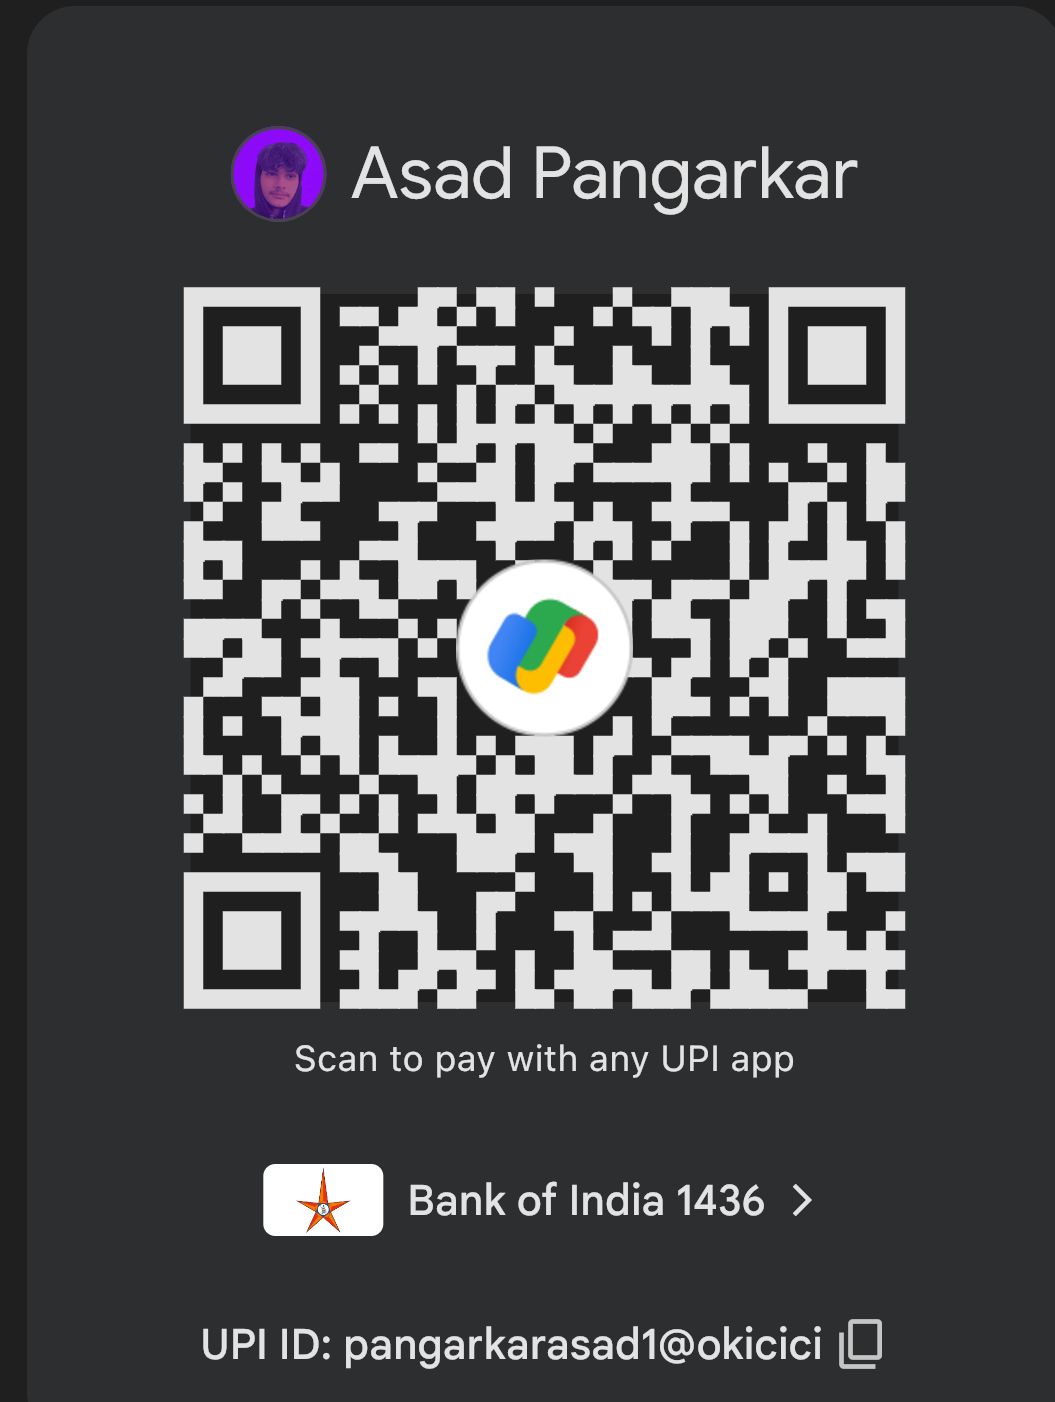 Asad Pangarkar
Scan to pay with any UPI app
Bank of India 1436
UPI ID: pangarkarasad1@okicici